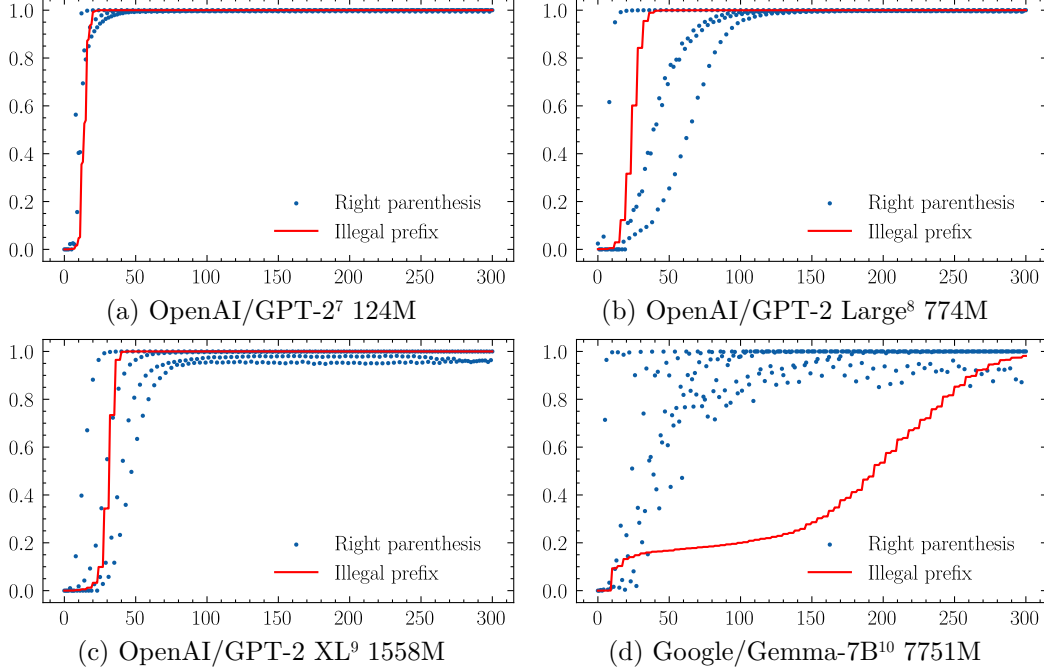 1.0
0.8
0.6
0.4
0.2
0.0
Right parenthesis
Illegal prefix
0 50 100 150 200 250 300
(a) OpenAI/GPT-2⁷ 124M
1.0
0.8
0.6
0.4
0.2
0.0
Right parenthesis
Illegal prefix
0 50 100 150 200 250 300
(b) OpenAI/GPT-2 Large⁸ 774M
1.0
0.8
0.6
0.4
0.2
0.0
Right parenthesis
Illegal prefix
0 50 100 150 200 250 300
(c) OpenAI/GPT-2 XL⁹ 1558M
1.0
0.8
0.6
0.4
0.2
0.0
Right parenthesis
Illegal prefix
0 50 100 150 200 250 300
(d) Google/Gemma-7B¹⁰ 7751M